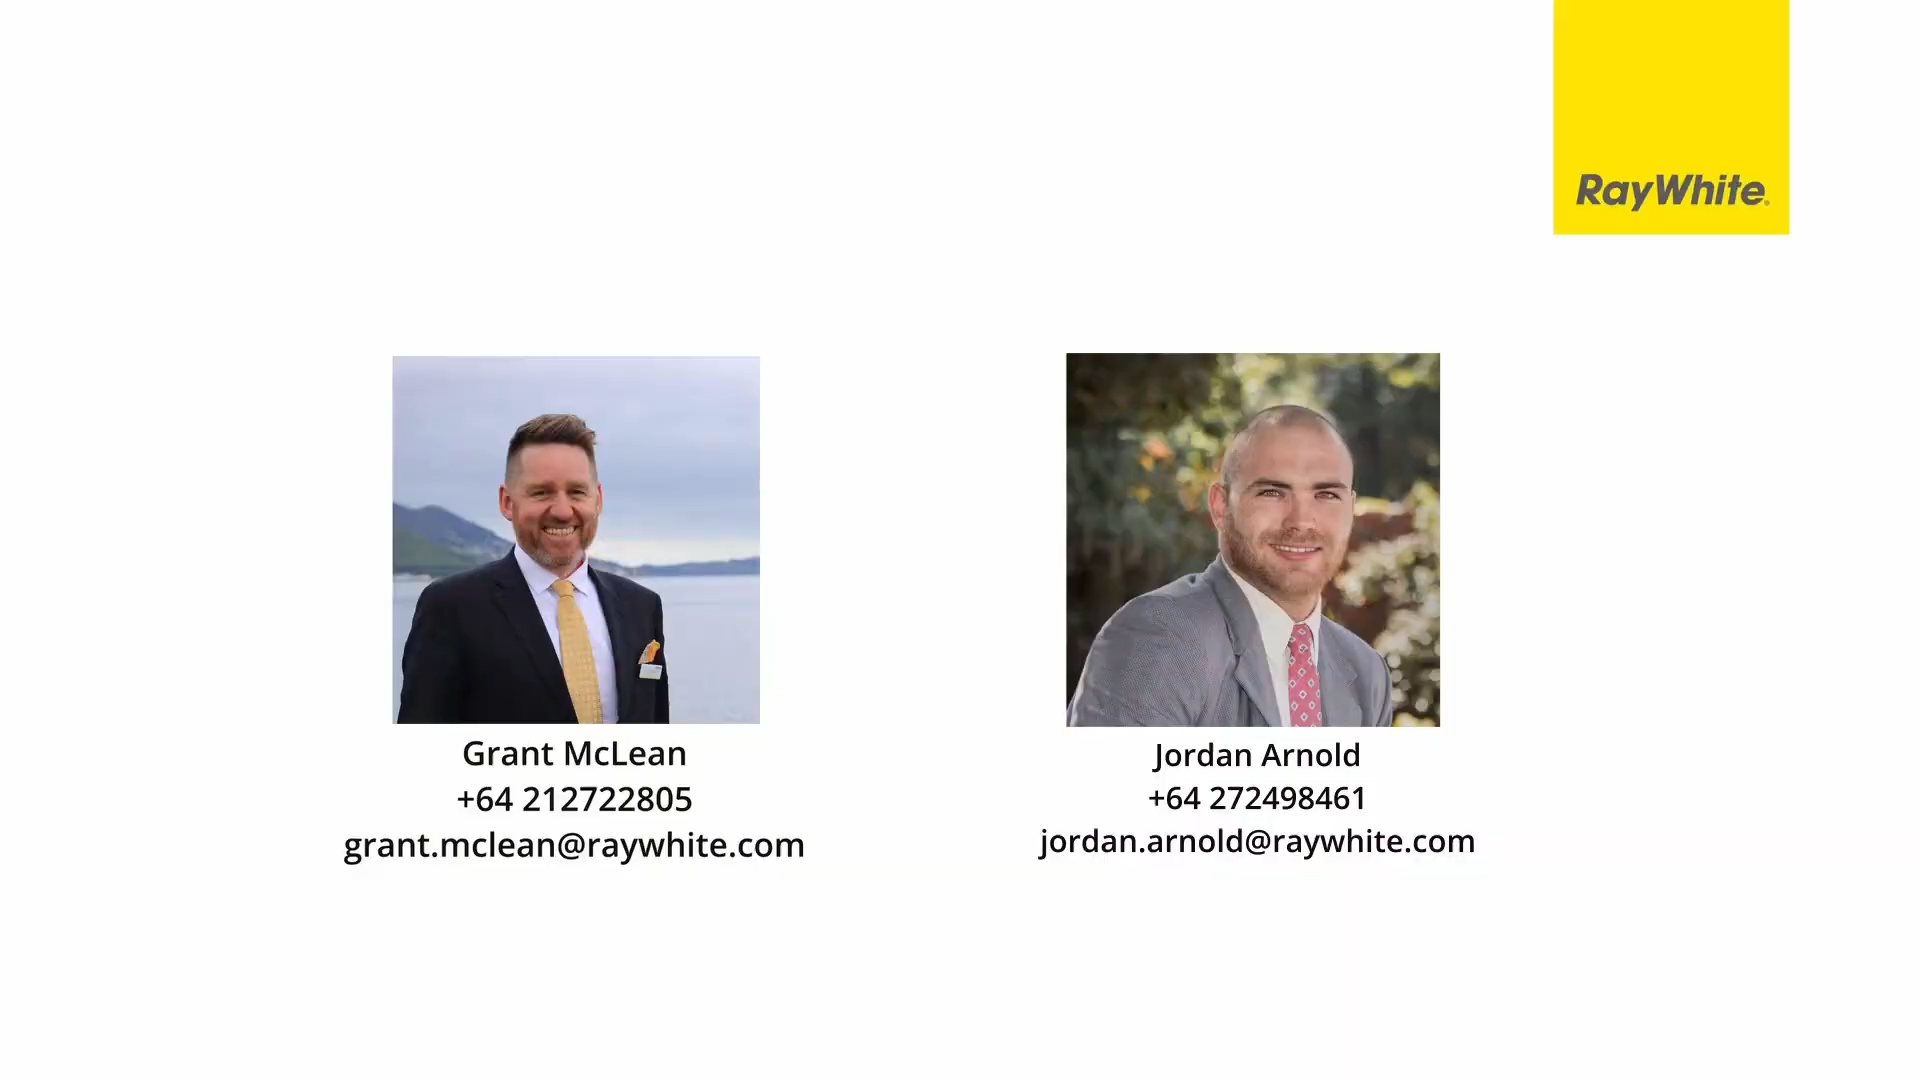 RayWhite
Grant McLean
+64 212722805
grant.mclean@raywhite.com
Jordan Arnold
+64 272498461
jordan.arnold@raywhite.com